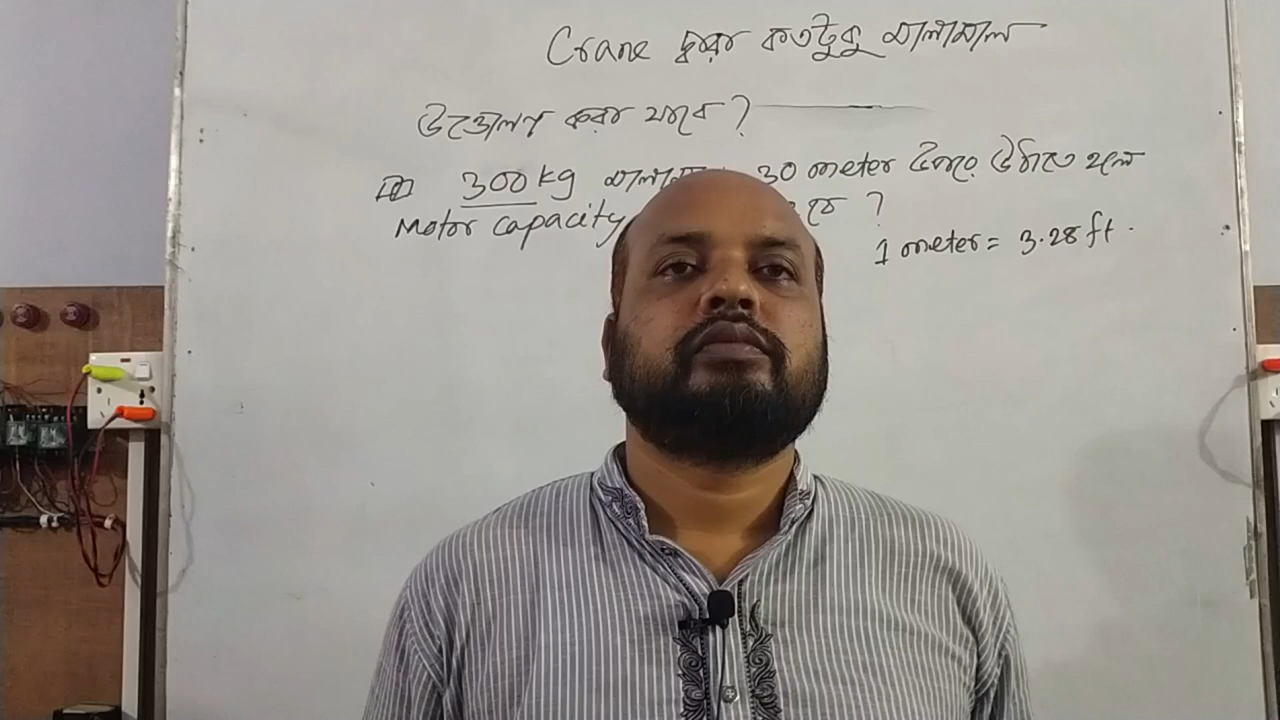 Crane দ্বারা কতটুকু মালামাল
উত্তোলন করা যাবে?
300 kg 30 meter উপরে উঠাতে হলে
Motor capacity ?
1 meter = 3.28 ft.